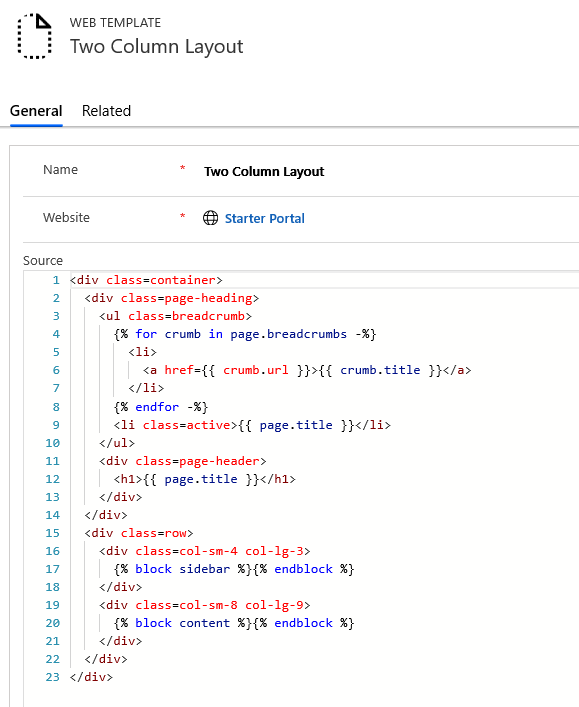 WEB TEMPLATE
Two Column Layout
General Related
Name * Two Column Layout
Website * Starter Portal
Source
1 <div class=container>
2 <div class=page-heading>
3 <ul class=breadcrumb>
4 {% for crumb in page.breadcrumbs -%}
5 <li>
6 <a href={{ crumb.url }}>{{ crumb.title }}</a>
7 </li>
8 {% endfor -%}
9 <li class=active>{{ page.title }}</li>
10 </ul>
11 <div class=page-header>
12 <h1>{{ page.title }}</h1>
13 </div>
14 </div>
15 <div class=row>
16 <div class=col-sm-4 col-lg-3>
17 {% block sidebar %}{% endblock %}
18 </div>
19 <div class=col-sm-8 col-lg-9>
20 {% block content %}{% endblock %}
21 </div>
22 </div>
23 </div>